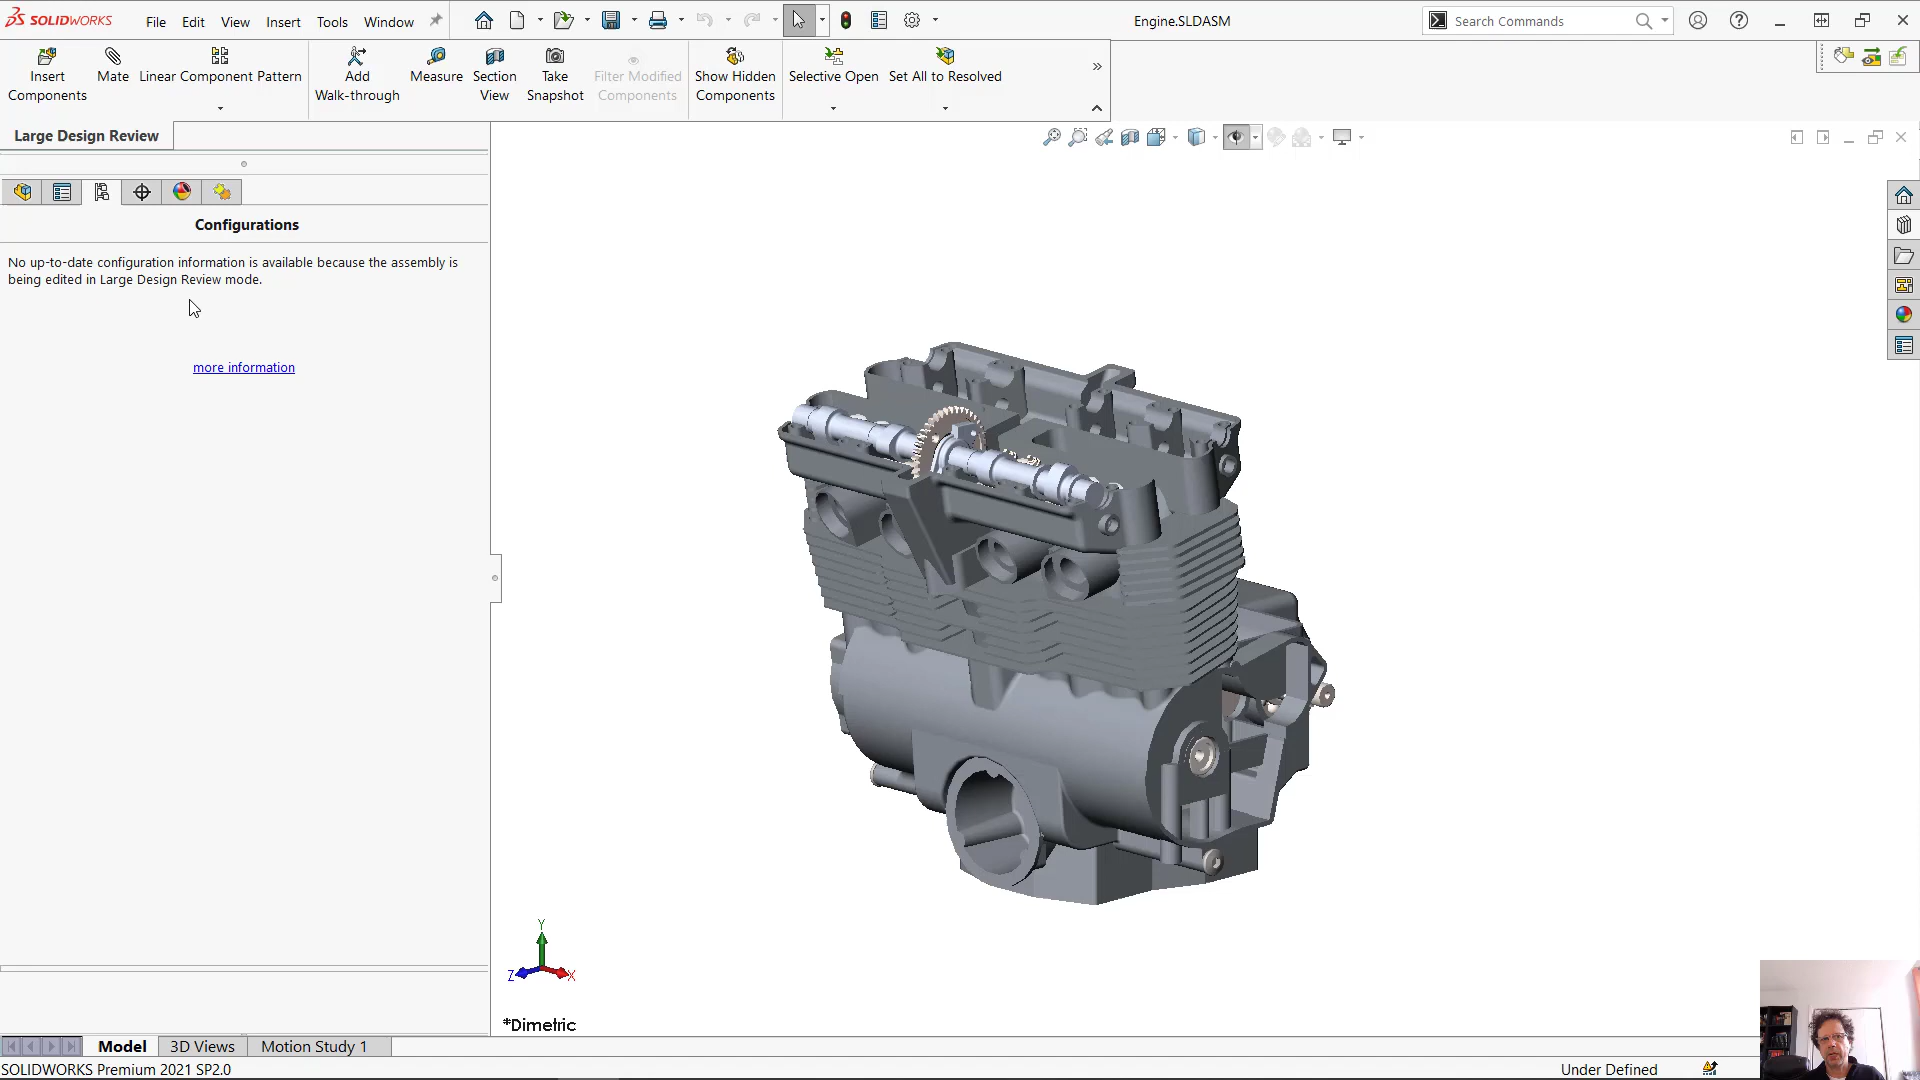 SOLIDWORKS File Edit View Insert Tools Window Engine.SLDASM Search Commands
Insert Components
Mate
Linear Component Pattern
Add Walk-through
Measure
Section View
Take Snapshot
Filter Modified Components
Show Hidden Components
Selective Open
Set All to Resolved
Large Design Review
Configurations
No up-to-date configuration information is available because the assembly is
being edited in Large Design Review mode.
more information
Y
Z X
*Dimetric
Model 3D Views Motion Study 1
SOLIDWORKS Premium 2021 SP2.0 Under Defined